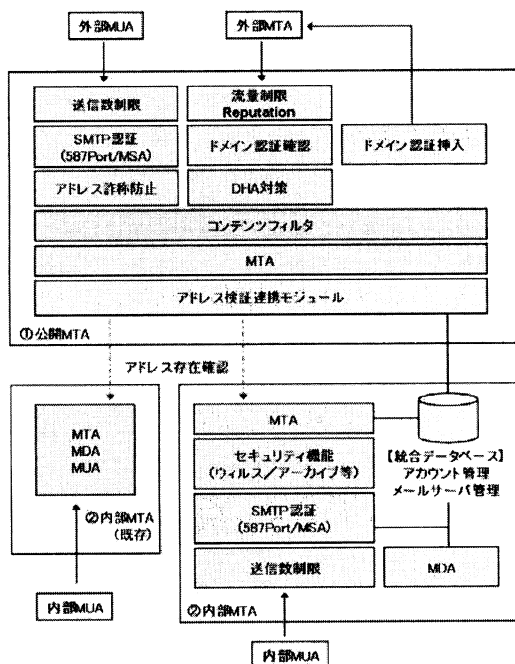 外部MUA
外部MTA
送信数制限
SMTP認証
(587Port/MSA)
アドレス詐称防止
流量制限
Reputation
ドメイン認証確認
DHA対策
ドメイン認証挿入
コンテンツフィルタ
MTA
アドレス検証連携モジュール
①公開MTA
アドレス存在確認
MTA
MDA
MUA
②内部MTA
(既存)
内部MUA
MTA
セキュリティ機能
(ウィルス/アーカイブ等)
SMTP認証
(587Port/MSA)
送信数制限
【統合データベース】
アカウント管理
メールサーバ管理
MDA
②内部MTA
内部MUA